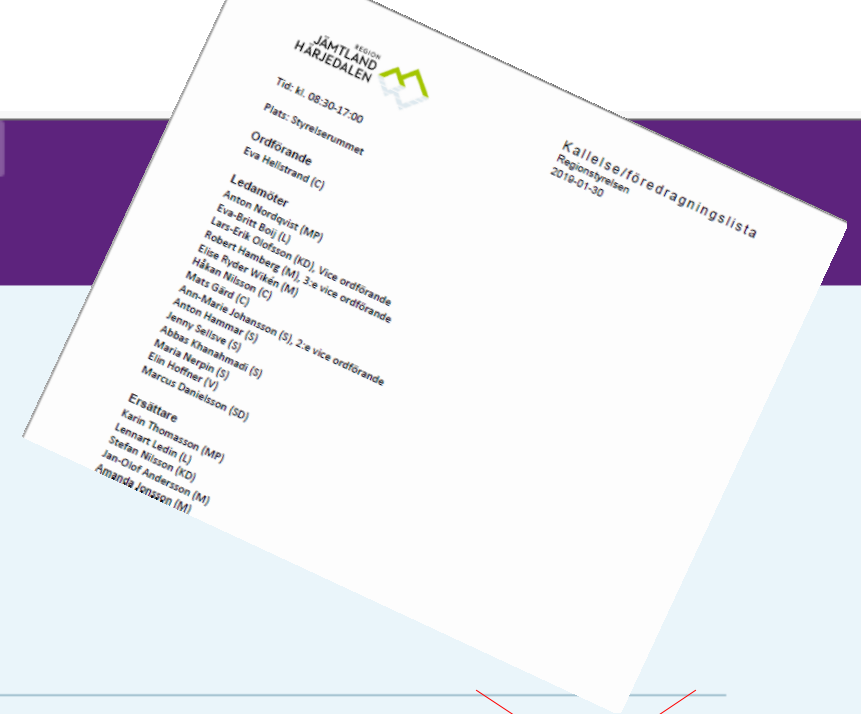 REGION
JÄMTLAND
HÄRJEDALEN
Kallelse/föredragningslista
Regionstyrelsen
2019-01-30
Tid: kl. 08:30-17:00
Plats: Styrelserummet
Ordförande
Eva Hellstrand (C)
Ledamöter
Anton Nordqvist (MP)
Eva-Britt Boij (L)
Lars-Erik Olofsson (KD), Vice ordförande
Robert Hamberg (M), 3:e vice ordförande
Elise Ryder Wikén (M)
Håkan Nilsson (C)
Mats Gärd (C)
Ann-Marie Johansson (S), 2:e vice ordförande
Anton Hammar (S)
Jenny Sellsve (S)
Abbas Khanahmadi (S)
Maria Nerpin (S)
Elin Hoffner (V)
Marcus Danielsson (SD)
Ersättare
Karin Thomasson (MP)
Lennart Ledin (L)
Stefan Nilsson (KD)
Jan-Olof Andersson (M)
Amanda Jonsson (M)